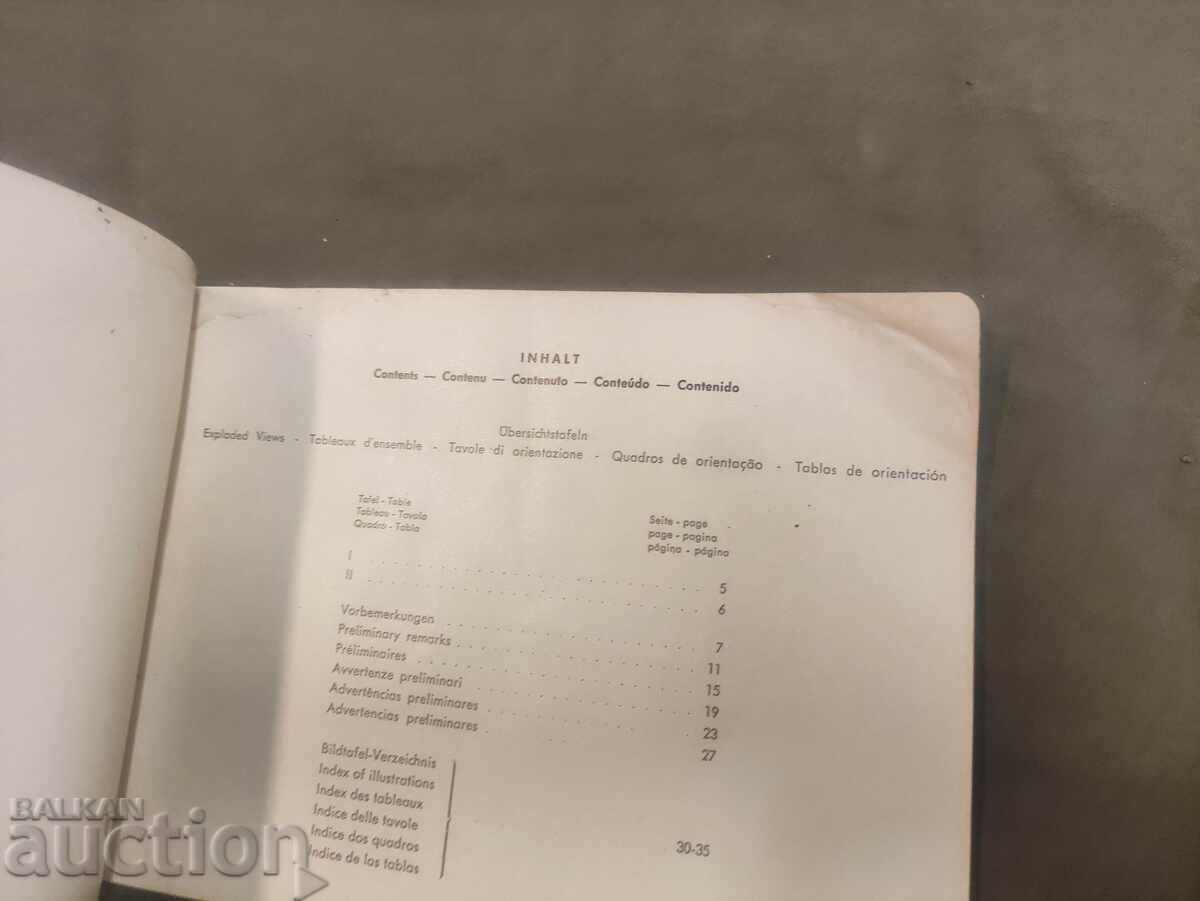 INHALT
Contents — Contenu — Contenuto — Conteúdo — Contenido
Übersichtstafeln
Exploded Views - Tableaux d'ensemble - Tavole di orientazione - Quadros de orientação - Tablas de orientación
Tafel - Table
Tableau - Tavola
Quadro - Tabla
Seite - page
page - pagina
página - página
I . . . . . . . . . . . . . . . . . . . 5
II . . . . . . . . . . . . . . . . . . . 6
Vorbemerkungen . . . . . . . . . . . . . . 7
Preliminary remarks . . . . . . . . . . . . . . 11
Préliminaires . . . . . . . . . . . . . . 15
Avvertenze preliminari . . . . . . . . . . . . . . 19
Advertências preliminares . . . . . . . . . . . . 23
Advertencias preliminares . . . . . . . . . . . . 27
Bildtafel-Verzeichnis
Index of illustrations
Index des tableaux
Indice delle tavole
Indice dos quadros
Indice de las tablas
30-35
BALKAN
auction